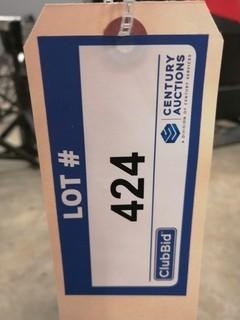 LOT #
424
CENTURY
AUCTIONS
A DIVISION OF CENTURY SERVICES
ClubBid